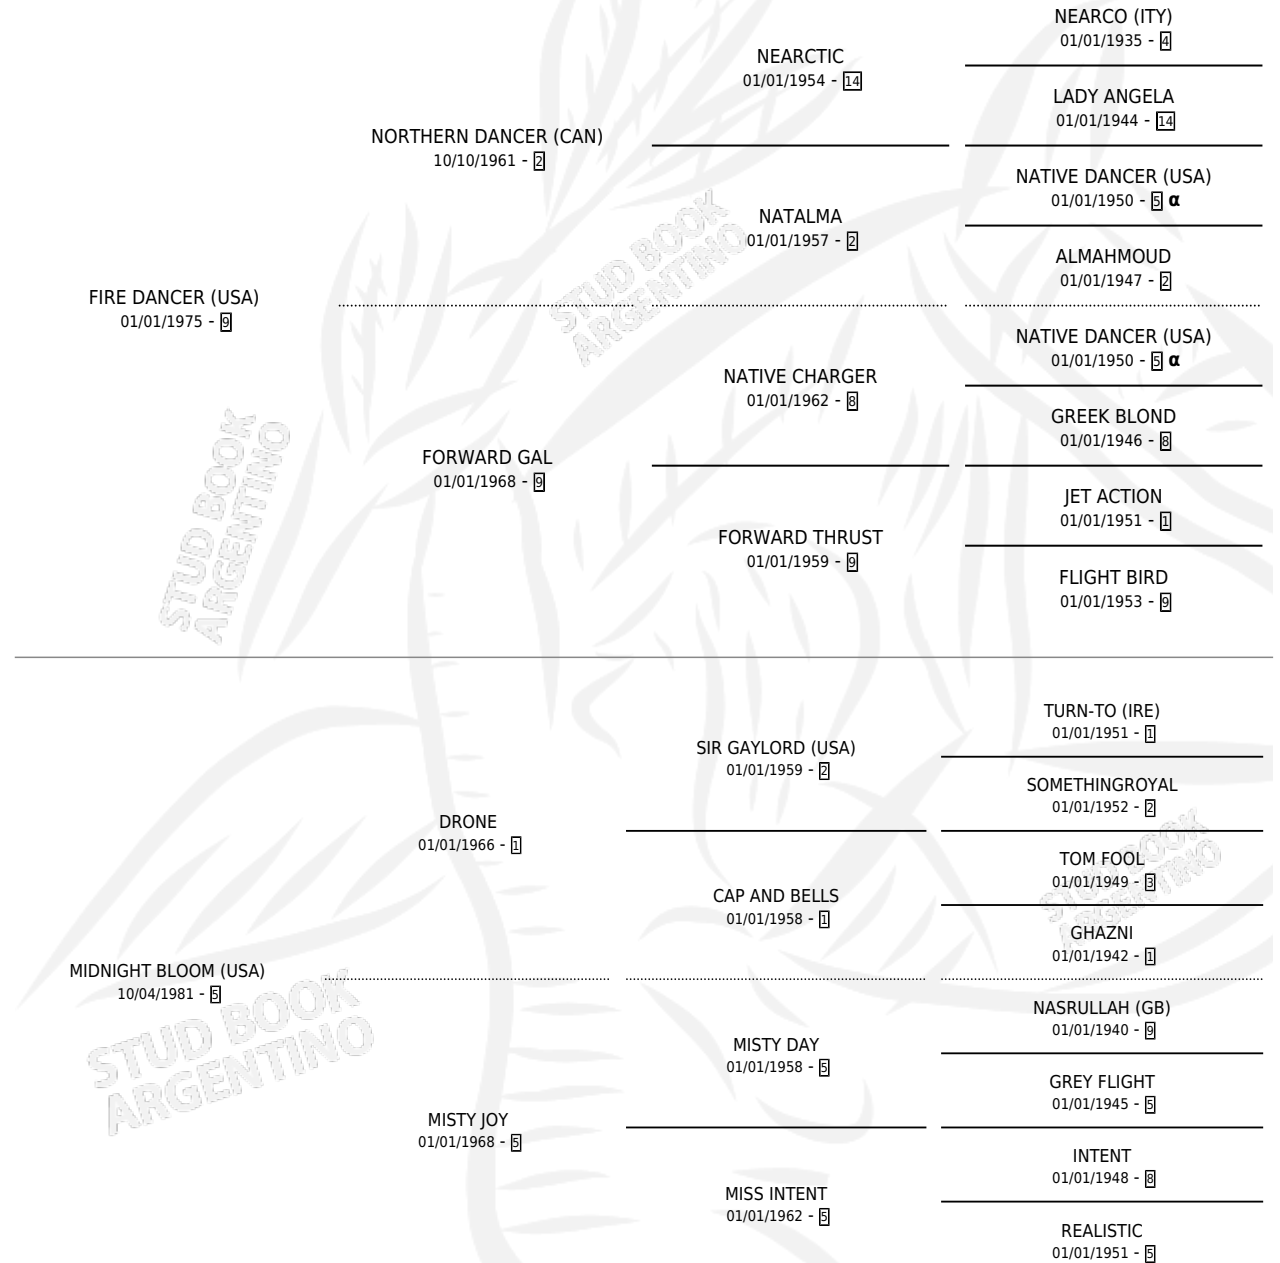 NEARCO (ITY)
01/01/1935 - 4
NEARCTIC
01/01/1954 - 14
LADY ANGELA
01/01/1944 - 14
NORTHERN DANCER (CAN)
10/10/1961 - 2
NATIVE DANCER (USA)
01/01/1950 - 5 α
NATALMA
01/01/1957 - 2
ALMAHMOUD
01/01/1947 - 2
FIRE DANCER (USA)
01/01/1975 - 9
NATIVE DANCER (USA)
01/01/1950 - 5 α
NATIVE CHARGER
01/01/1962 - 8
GREEK BLOND
01/01/1946 - 8
FORWARD GAL
01/01/1968 - 9
JET ACTION
01/01/1951 - 1
FORWARD THRUST
01/01/1959 - 9
FLIGHT BIRD
01/01/1953 - 9
TURN-TO (IRE)
01/01/1951 - 1
SIR GAYLORD (USA)
01/01/1959 - 2
SOMETHINGROYAL
01/01/1952 - 2
DRONE
01/01/1966 - 1
TOM FOOL
01/01/1949 - 3
CAP AND BELLS
01/01/1958 - 1
GHAZNI
01/01/1942 - 1
MIDNIGHT BLOOM (USA)
10/04/1981 - 5
NASRULLAH (GB)
01/01/1940 - 9
MISTY DAY
01/01/1958 - 5
GREY FLIGHT
01/01/1945 - 5
MISTY JOY
01/01/1968 - 5
INTENT
01/01/1948 - 8
MISS INTENT
01/01/1962 - 5
REALISTIC
01/01/1951 - 5
STUD BOOK
ARGENTINO
STUD BOOK
ARGENTINO
STUD BOOK
ARGENTINO
STUD BOOK
ARGENTINO